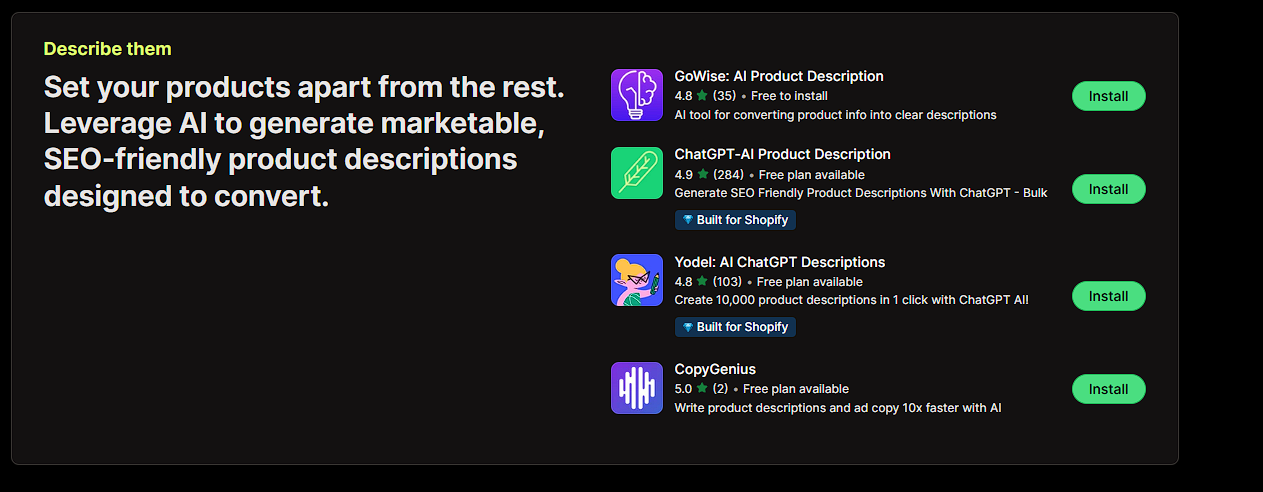 Describe them
Set your products apart from the rest.
Leverage AI to generate marketable,
SEO-friendly product descriptions
designed to convert.
GoWise: AI Product Description
4.8 ★ (35) • Free to install
AI tool for converting product info into clear descriptions
Install
ChatGPT-AI Product Description
4.9 ★ (284) • Free plan available
Generate SEO Friendly Product Descriptions With ChatGPT - Bulk
Built for Shopify
Install
Yodel: AI ChatGPT Descriptions
4.8 ★ (103) • Free plan available
Create 10,000 product descriptions in 1 click with ChatGPT AI!
Built for Shopify
Install
CopyGenius
5.0 ★ (2) • Free plan available
Write product descriptions and ad copy 10x faster with AI
Install